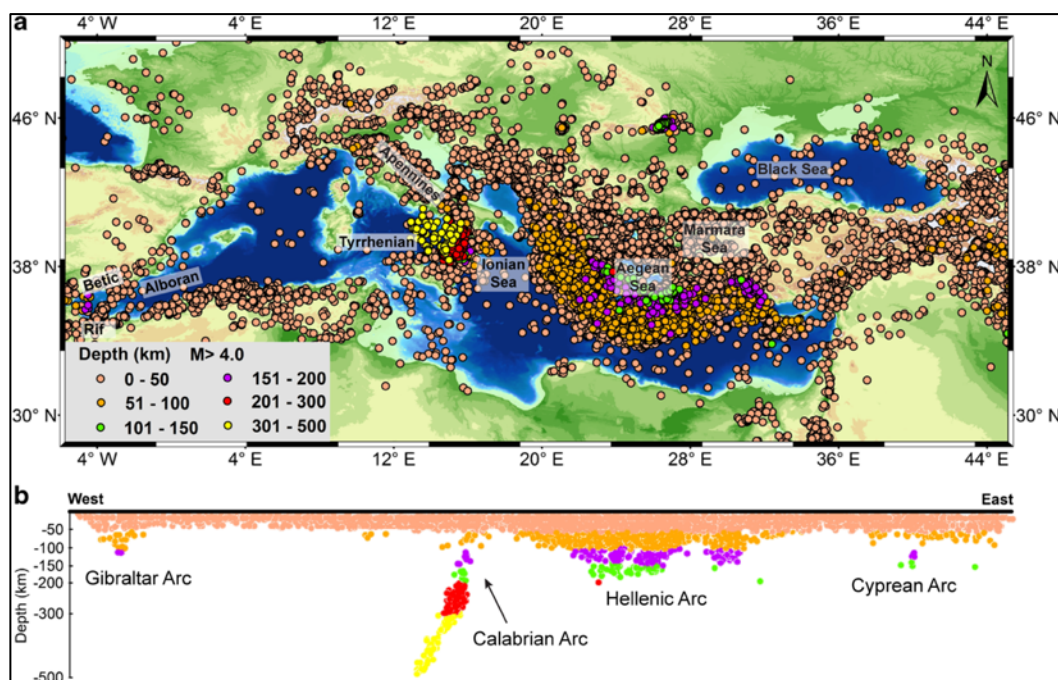 a
4° W 4° E 12° E 20° E 28° E 36° E 44° E
N
46° N 46° N
Apennines
Black Sea
Marmara
Sea
Tyrrhenian
38° N 38° N
Ionian
Sea
Aegean
Sea
Betic
Alboran
Rif
Depth (km) M> 4.0
0 - 50 151 - 200
51 - 100 201 - 300
101 - 150 301 - 500
30° N 30° N
4° W 4° E 12° E 20° E 28° E 36° E 44° E
b
West East
-50
-100
-200
-300
-500
Depth (km)
Gibraltar Arc
Calabrian Arc
Hellenic Arc
Cyprean Arc